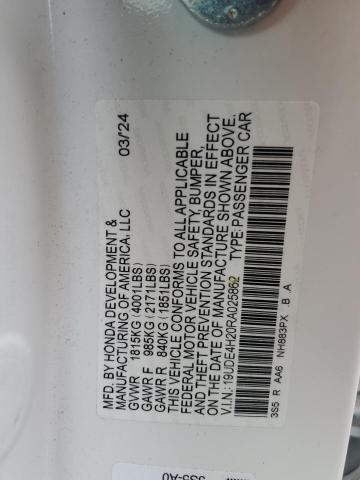 MFD. BY HONDA DEVELOPMENT &
MANUFACTURING OF AMERICA, LLC 03/24
GVWR 1815KG (4001LBS)
GAWR F 985KG (2171LBS)
GAWR R 840KG (1851LBS)
THIS VEHICLE CONFORMS TO ALL APPLICABLE
FEDERAL MOTOR VEHICLE SAFETY, BUMPER,
AND THEFT PREVENTION STANDARDS IN EFFECT
ON THE DATE OF MANUFACTURE SHOWN ABOVE.
V.I.N.: 19UDE4H20RA025862 TYPE: PASSENGER CAR
3S5 R AA6 NH883PX B A